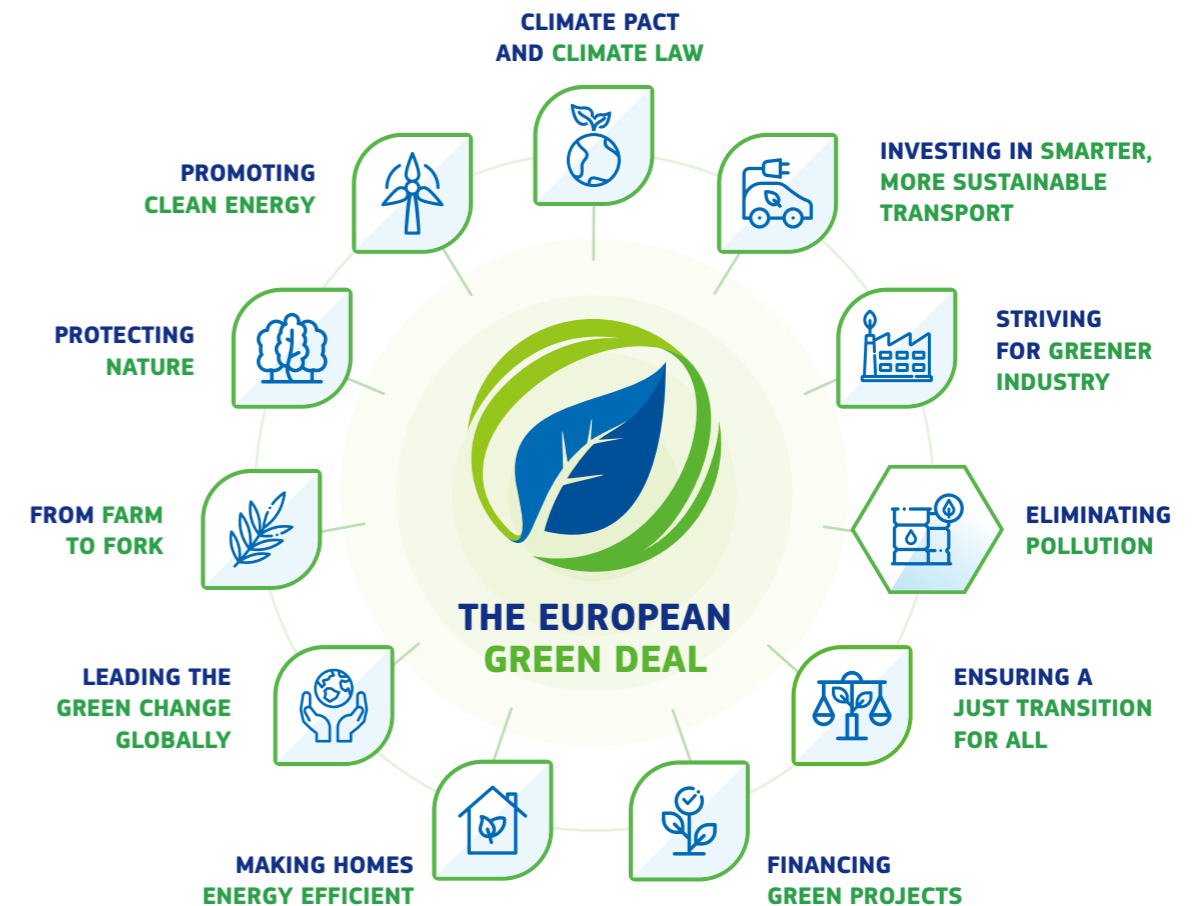 CLIMATE PACT
AND CLIMATE LAW
INVESTING IN SMARTER,
MORE SUSTAINABLE
TRANSPORT
STRIVING
FOR GREENER
INDUSTRY
ELIMINATING
POLLUTION
ENSURING A
JUST TRANSITION
FOR ALL
FINANCING
GREEN PROJECTS
MAKING HOMES
ENERGY EFFICIENT
LEADING THE
GREEN CHANGE
GLOBALLY
FROM FARM
TO FORK
PROTECTING
NATURE
PROMOTING
CLEAN ENERGY
THE EUROPEAN
GREEN DEAL